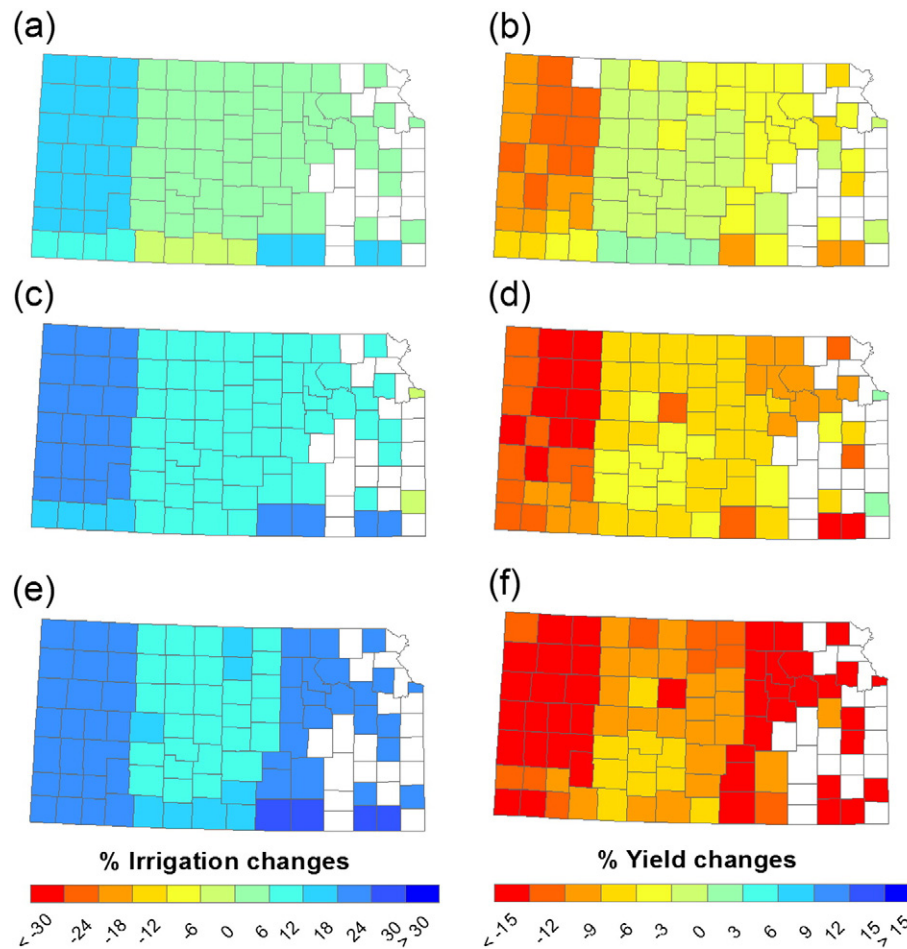 (a) (b)
(c) (d)
(e) (f)
% Irrigation changes % Yield changes
< -30 -24 -18 -12 -6 0 6 12 18 24 30 > 30 < -15 -12 -9 -6 -3 0 3 6 9 12 15 > 15